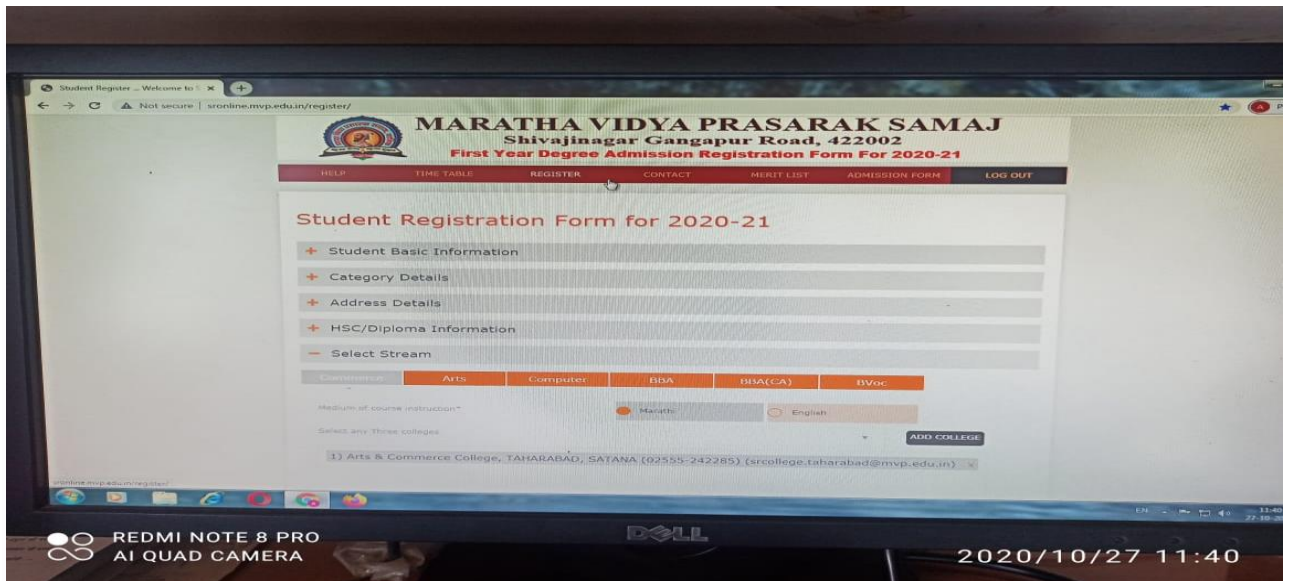 Student Register – Welcome to S
Not secure | sronline.mvp.edu.in/register/
MARATHA VIDYA PRASARAK SAMAJ
Shivajinagar Gangapur Road, 422002
First Year Degree Admission Registration Form For 2020-21
HELP TIME TABLE REGISTER CONTACT MERIT LIST ADMISSION FORM LOG OUT
Student Registration Form for 2020-21
+ Student Basic Information
+ Category Details
+ Address Details
+ HSC/Diploma Information
− Select Stream
Commerce Arts Computer BBA BBA(CA) BVoc
Medium of course instruction* Marathi English
Select any Three colleges
ADD COLLEGE
1) Arts & Commerce College, TAHARABAD, SATANA (02555-242285) (srcollege.taharabad@mvp.edu.in) ×
sronline.mvp.edu.in/register/
EN 11:40
DELL
REDMI NOTE 8 PRO
AI QUAD CAMERA
2020/10/27 11:40